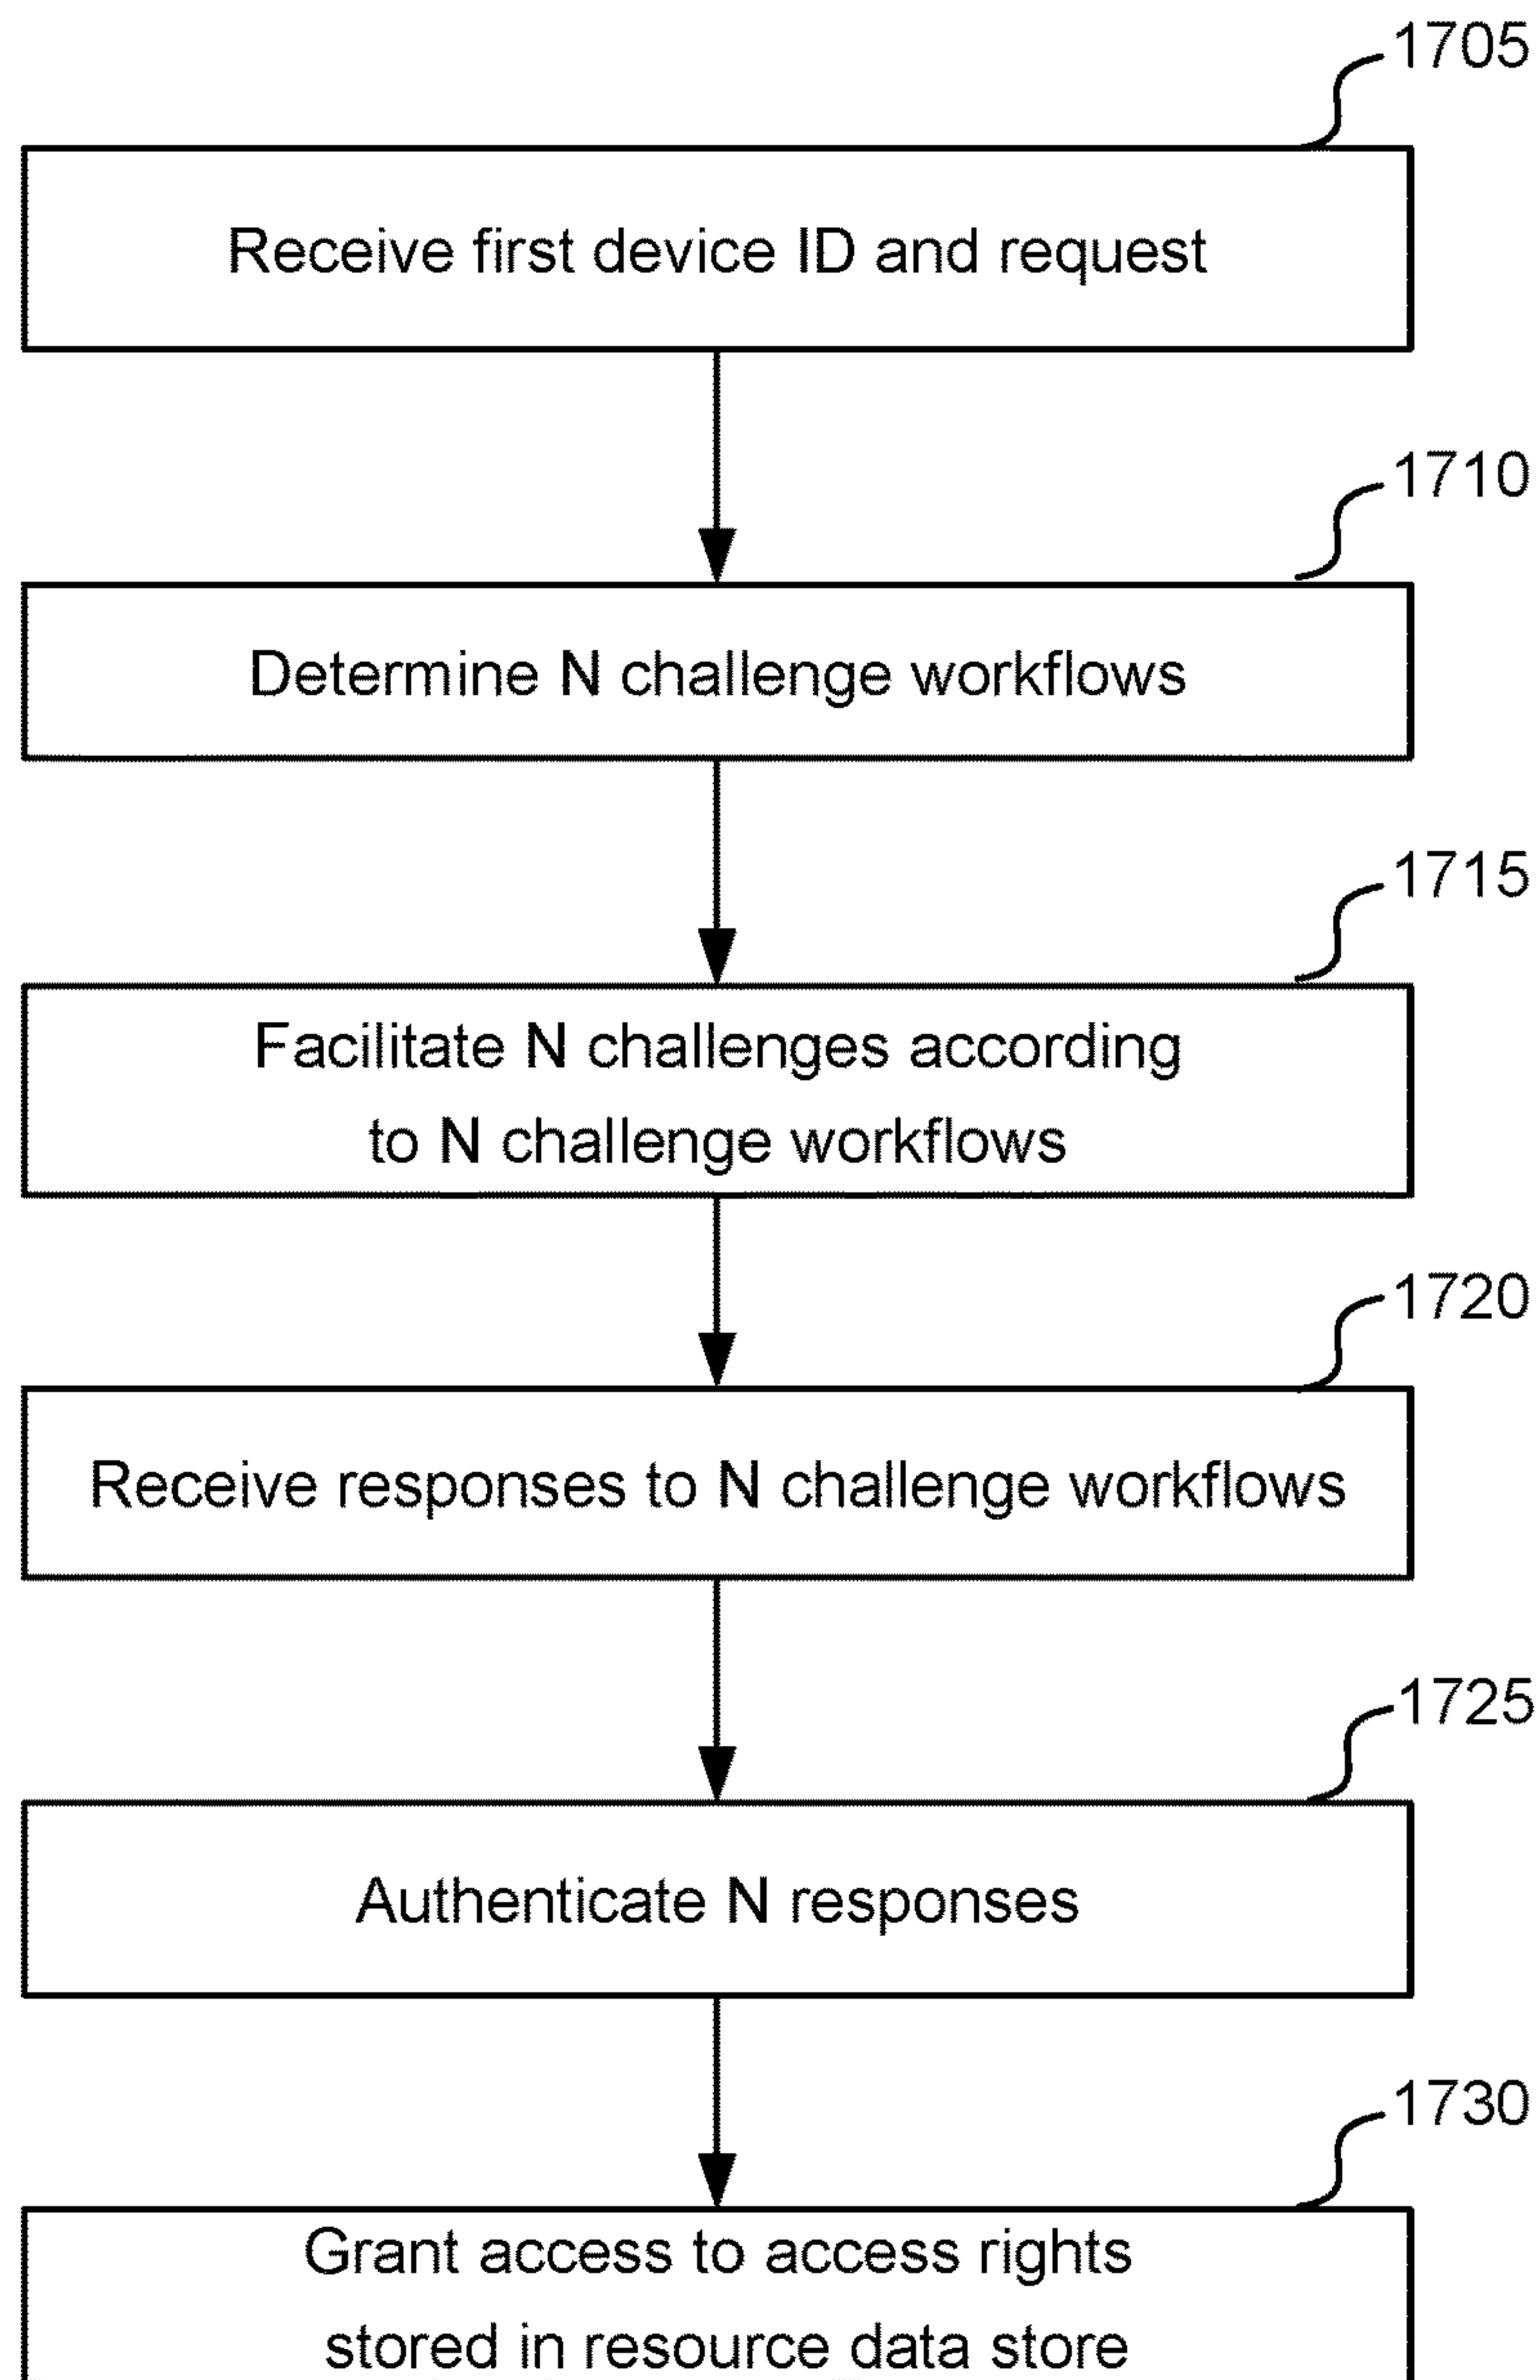 1705
Receive first device ID and request
1710
Determine N challenge workflows
1715
Facilitate N challenges according
to N challenge workflows
1720
Receive responses to N challenge workflows
1725
Authenticate N responses
1730
Grant access to access rights
stored in resource data store